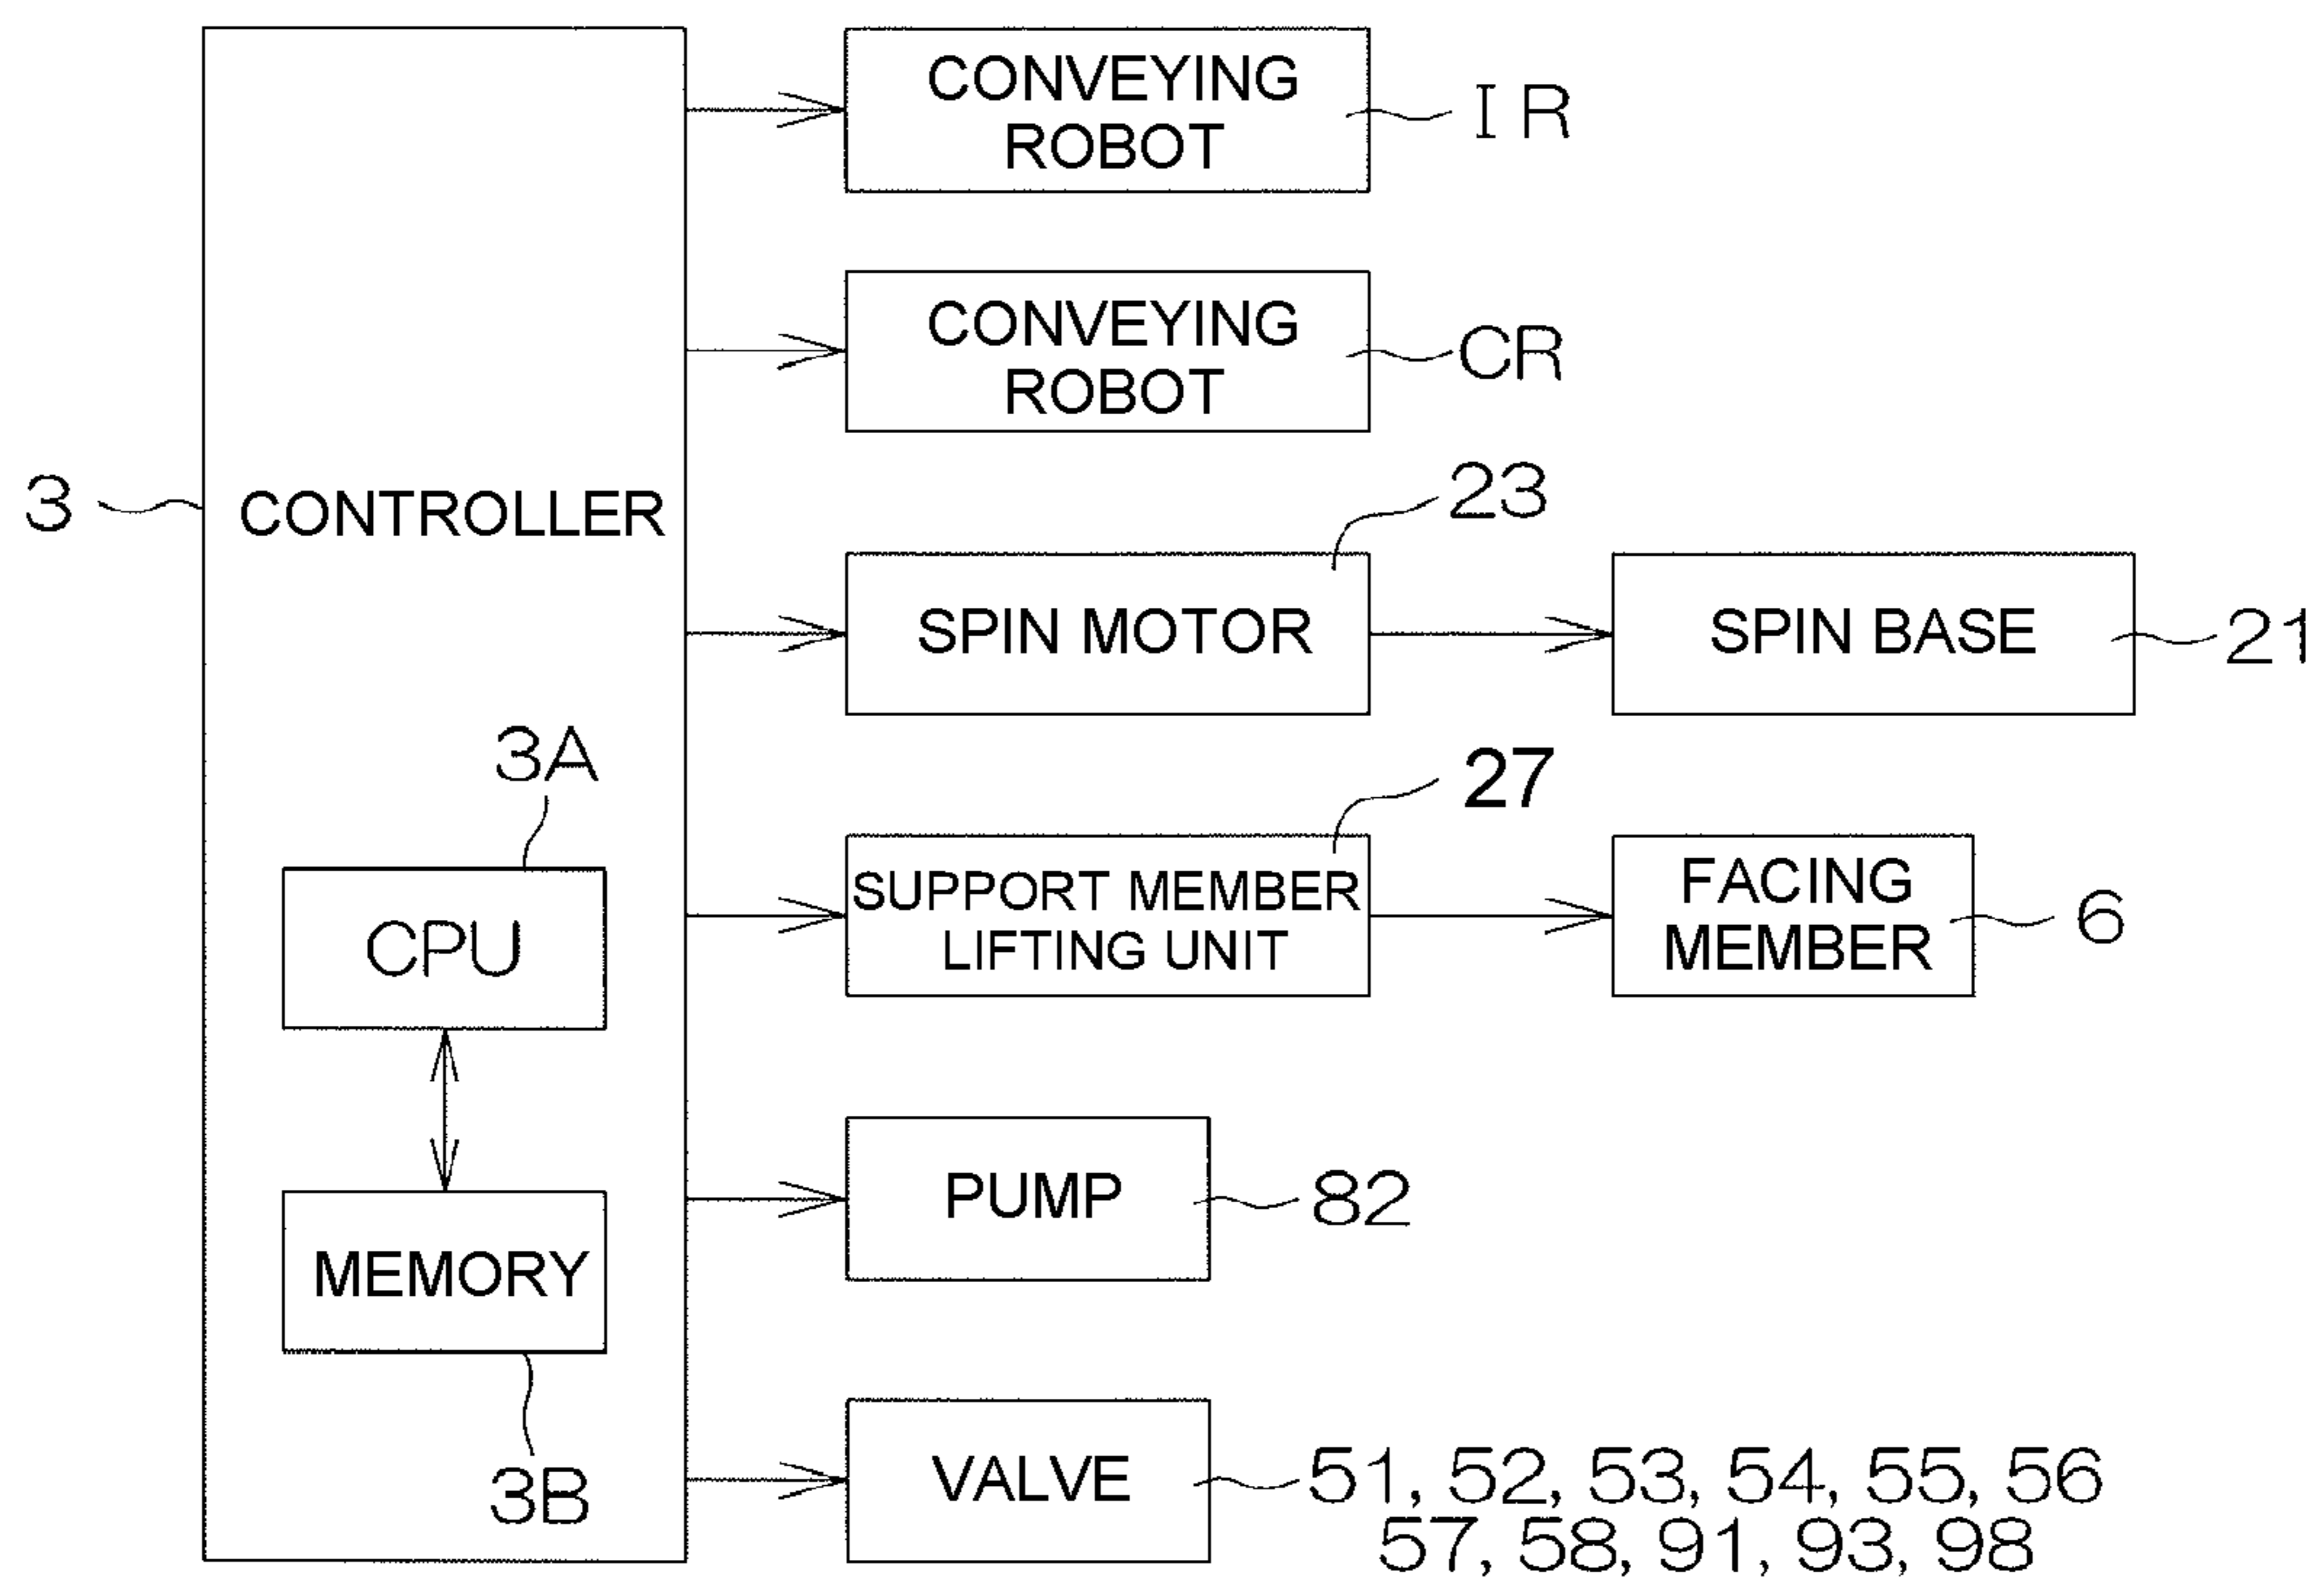 CONVEYING
ROBOT
IR
CONVEYING
ROBOT
CR
3
CONTROLLER
23
SPIN MOTOR
SPIN BASE
21
3A
27
CPU
SUPPORT MEMBER
LIFTING UNIT
FACING
MEMBER
6
PUMP
82
MEMORY
3B
VALVE
51, 52, 53, 54, 55, 56
57, 58, 91, 93, 98